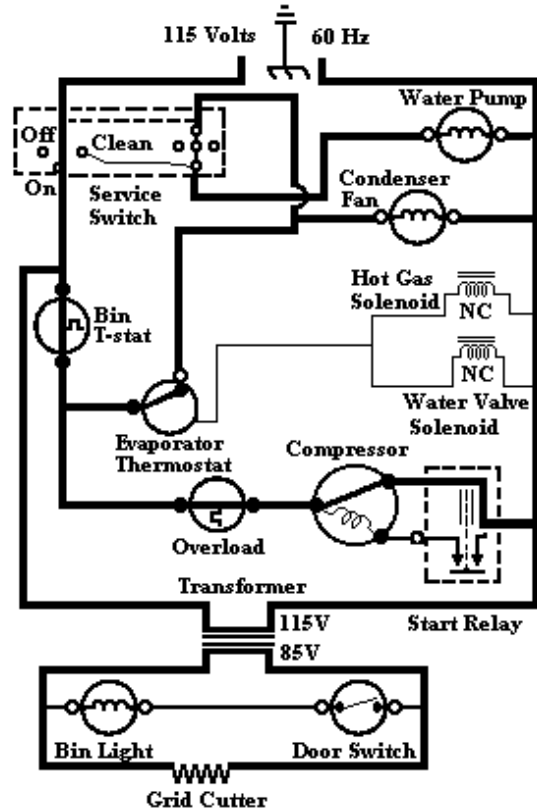 115 Volts
60 Hz
Water Pump
Off
Clean
On
Service
Switch
Condenser
Fan
Hot Gas
Solenoid
NC
Bin
T-stat
NC
Water Valve
Solenoid
Evaporator
Thermostat
Compressor
Overload
Transformer
115V
Start Relay
85V
Bin Light
Door Switch
Grid Cutter